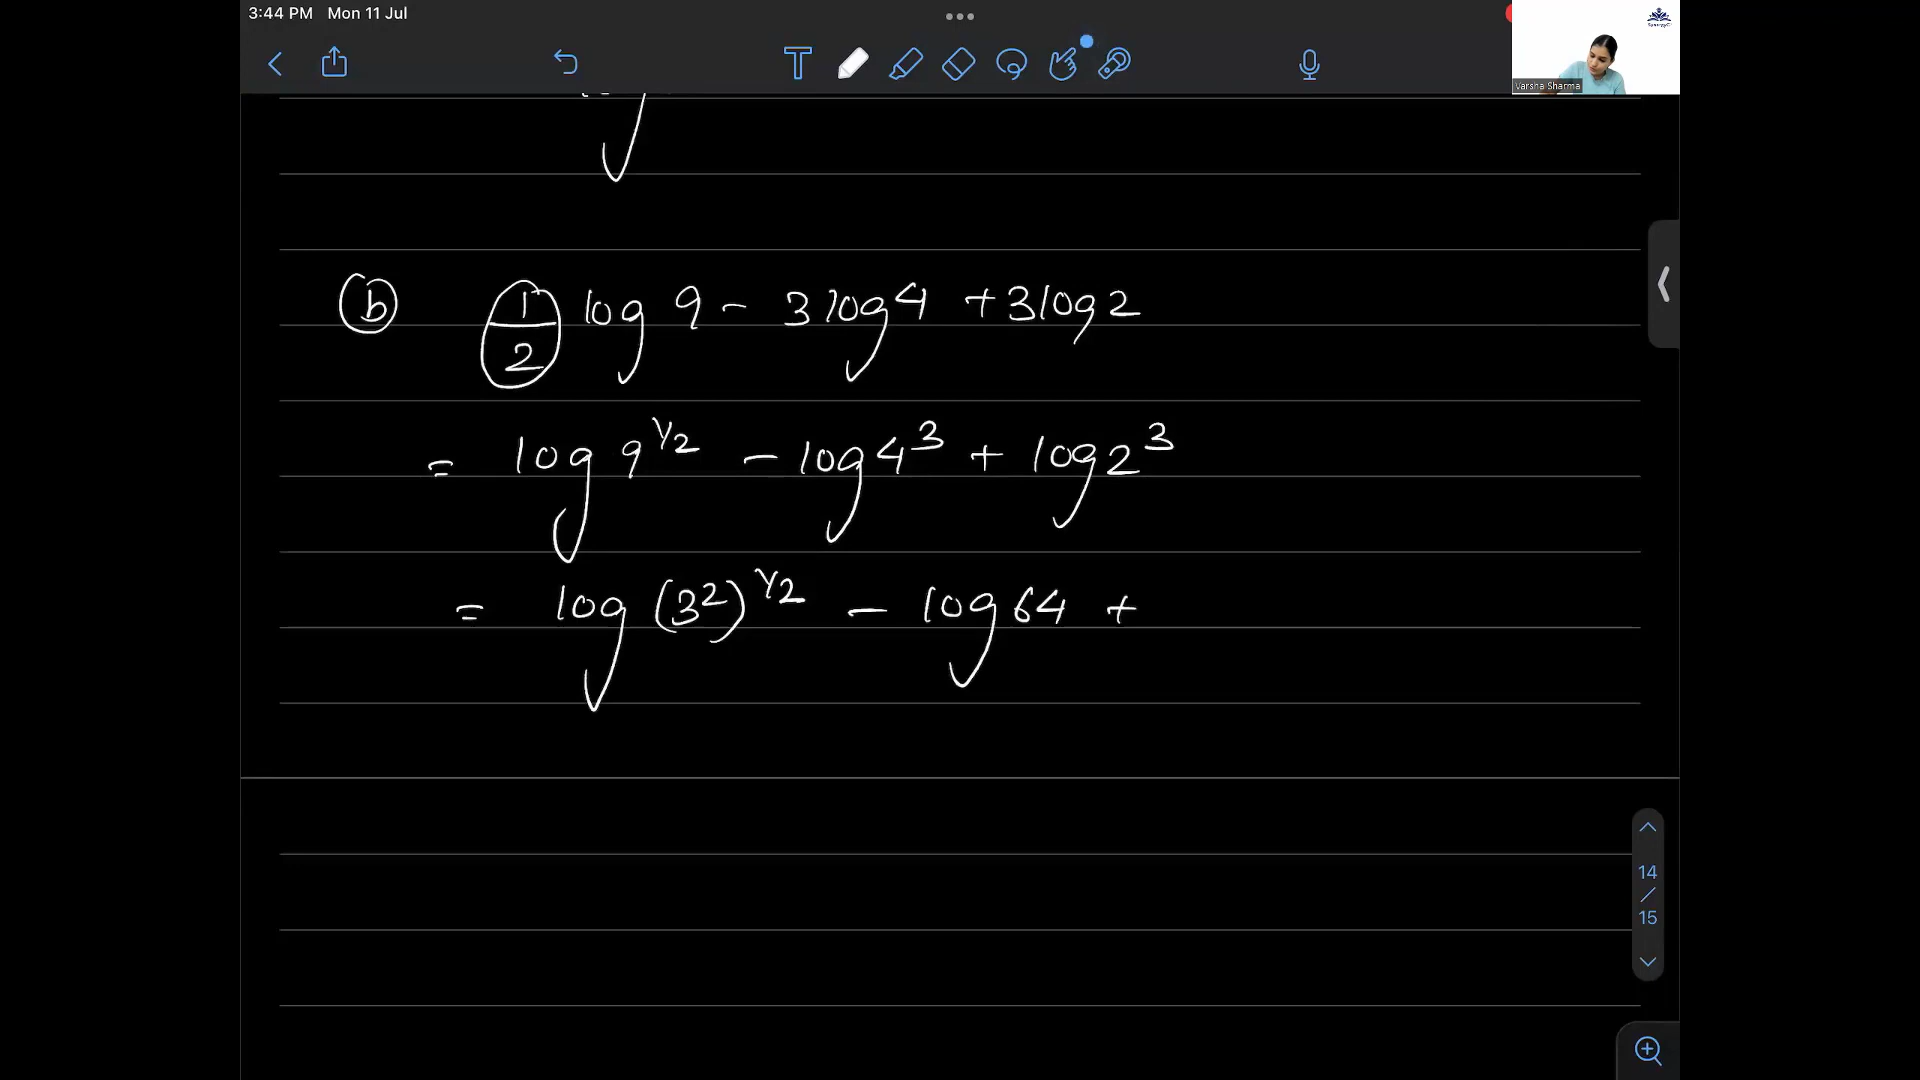 3:44 PM Mon 11 Jul
Varsha Sharma
(b) 1/2 log 9 - 3 log 4 + 3 log 2
= log 9^1/2 - log 4^3 + log 2^3
= log (3^2)^1/2 - log 64 +
14
/
15